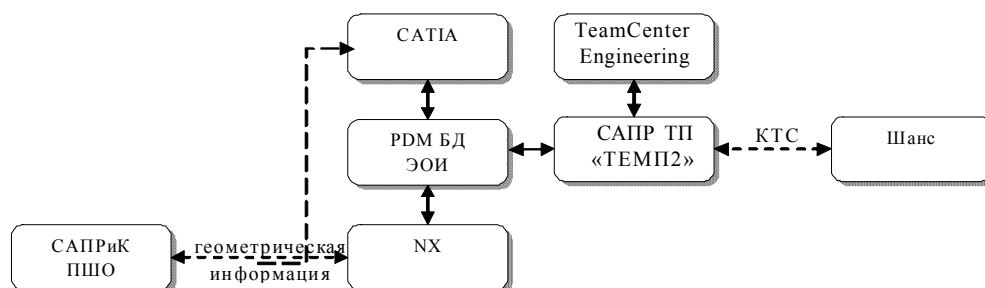 CATIA
TeamCenter
Engineering
PDM БД
ЭОИ
САПР ТП
«ТЕМП2»
КТС
Шанс
САПРиК
ПШО
геометрическая
информация
NX